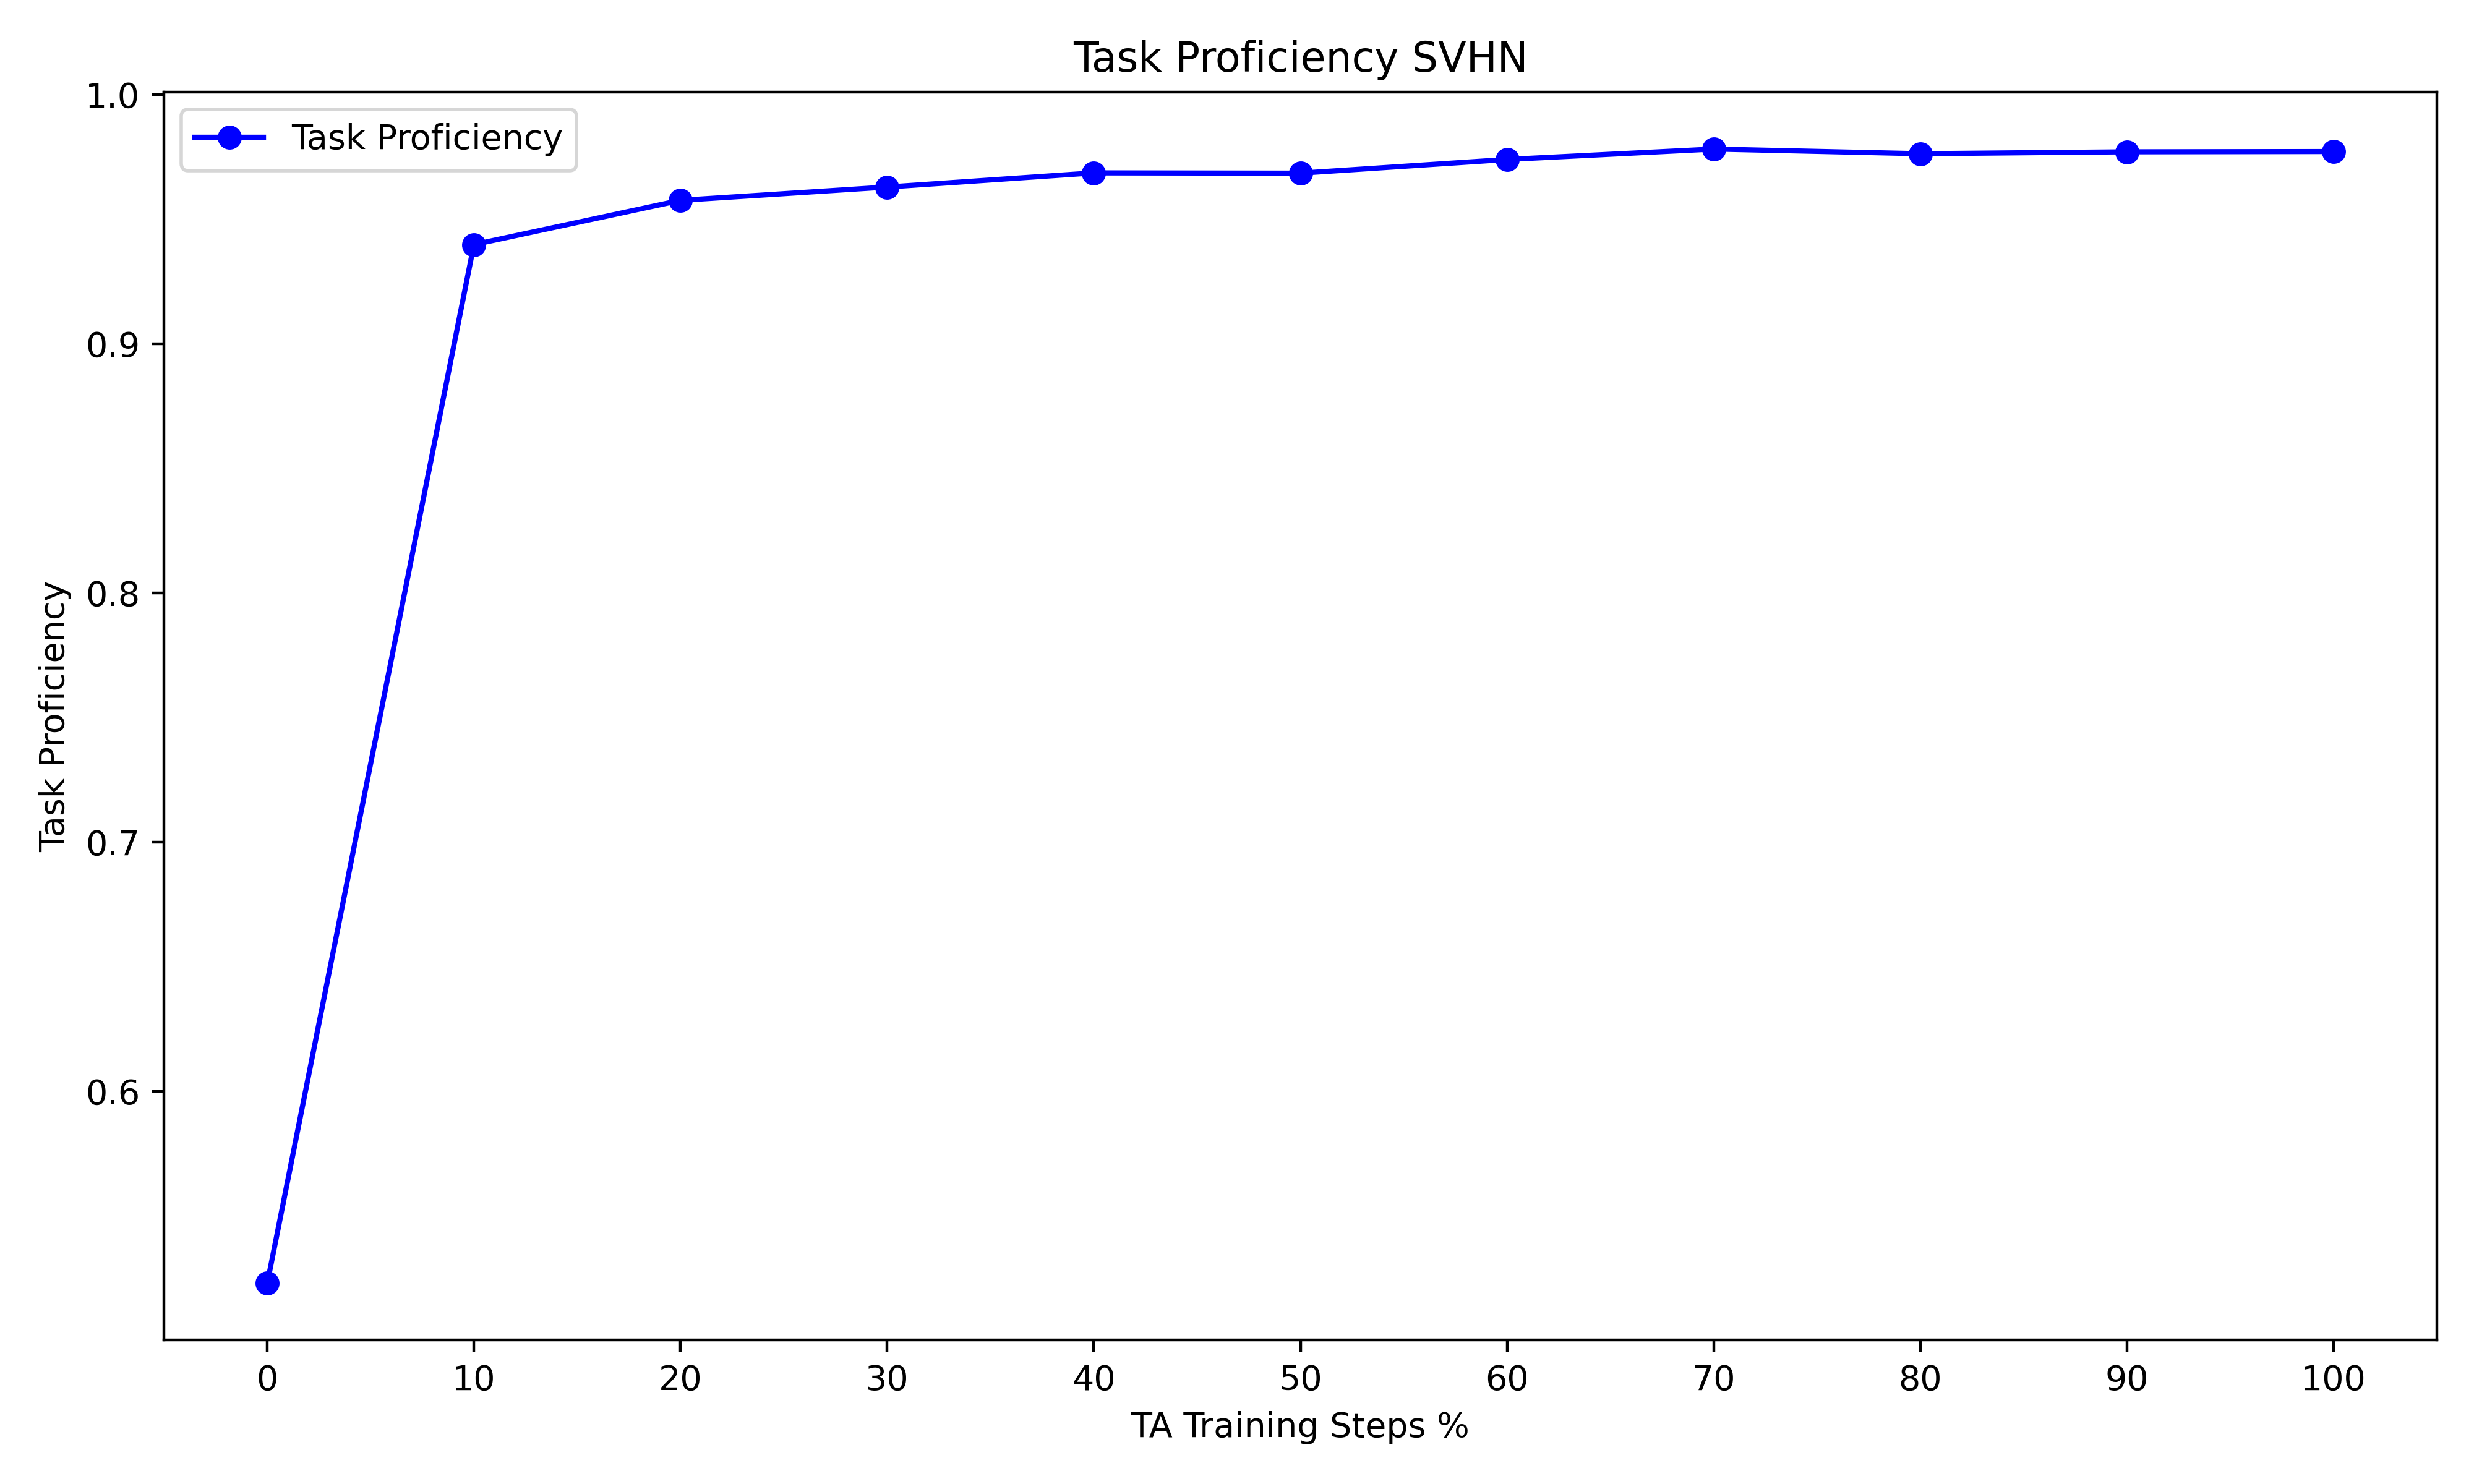 Task Proficiency SVHN
Task Proficiency
1.0
0.9
0.8
0.7
0.6
Task Proficiency
0 10 20 30 40 50 60 70 80 90 100
TA Training Steps %